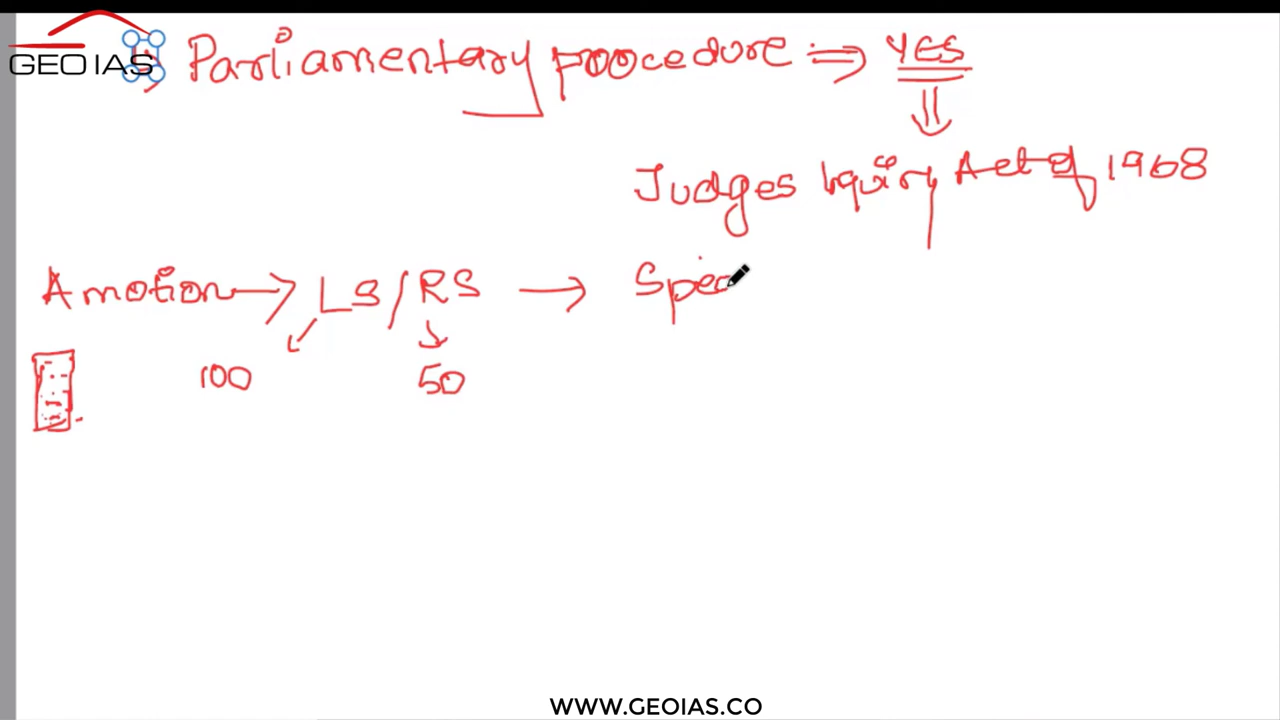 GEO IAS
Parliamentary procedure ⇒ YES
Judges Inquiry Act of 1968
A motion → LS/RS → Spea
100 50
WWW.GEOIAS.CO